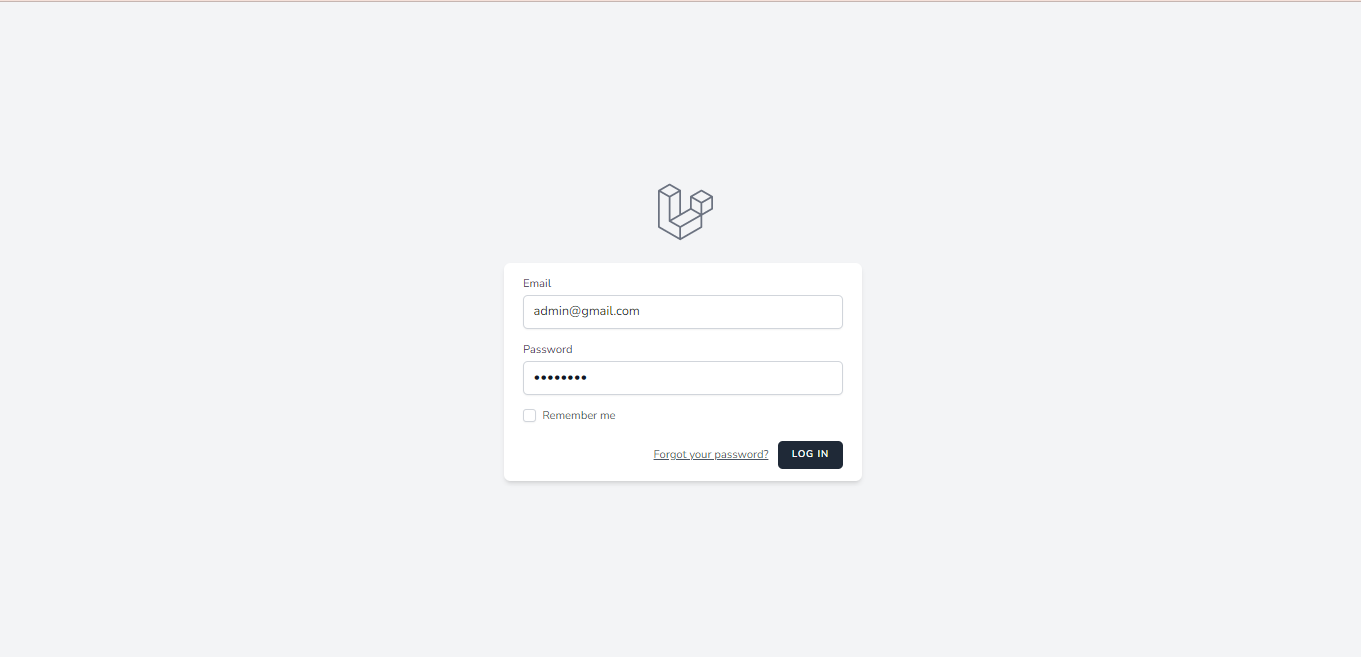 Email
admin@gmail.com
Password
••••••••
Remember me
Forgot your password? LOG IN